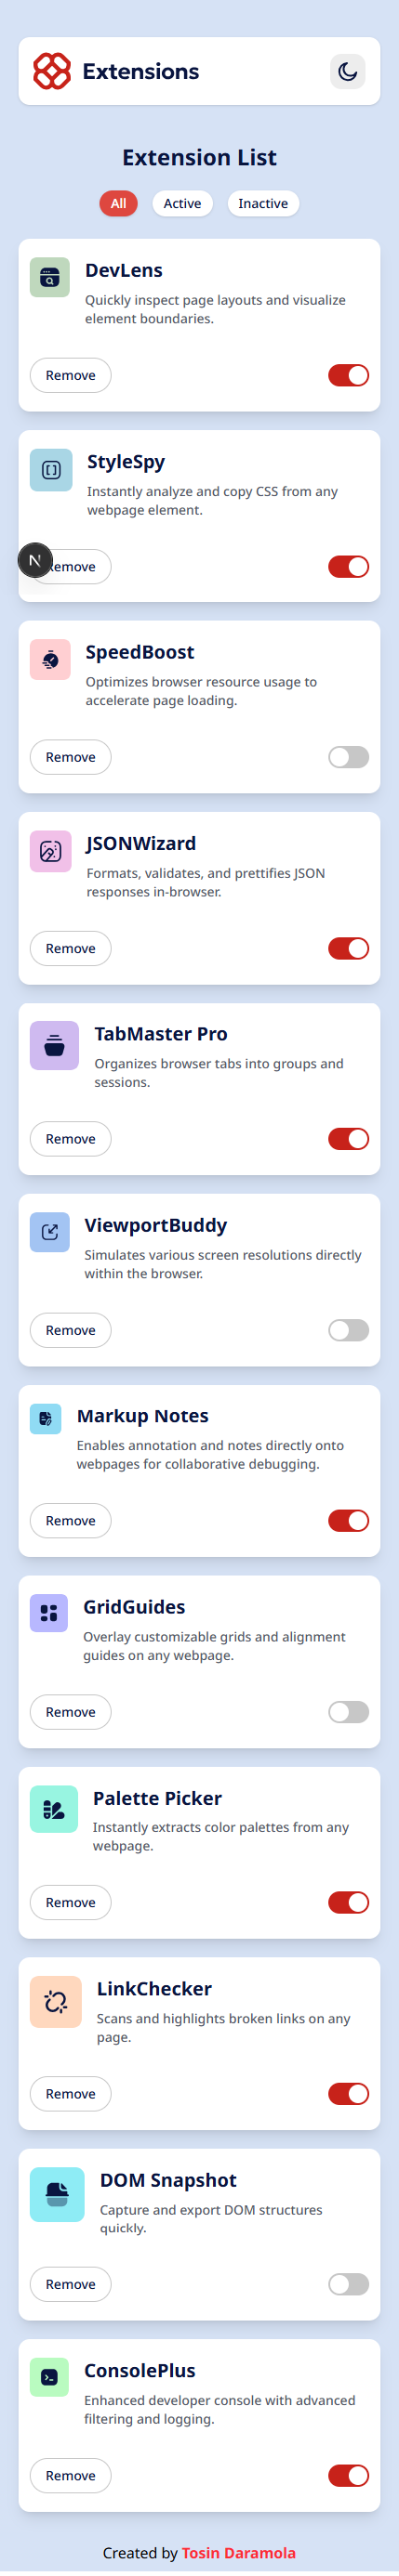 Extensions
Extension List
All Active Inactive
DevLens
Quickly inspect page layouts and visualize
element boundaries.
Remove
StyleSpy
Instantly analyze and copy CSS from any
webpage element.
N
Remove
SpeedBoost
Optimizes browser resource usage to
accelerate page loading.
Remove
JSONWizard
Formats, validates, and prettifies JSON
responses in-browser.
Remove
TabMaster Pro
Organizes browser tabs into groups and
sessions.
Remove
ViewportBuddy
Simulates various screen resolutions directly
within the browser.
Remove
Markup Notes
Enables annotation and notes directly onto
webpages for collaborative debugging.
Remove
GridGuides
Overlay customizable grids and alignment
guides on any webpage.
Remove
Palette Picker
Instantly extracts color palettes from any
webpage.
Remove
LinkChecker
Scans and highlights broken links on any
page.
Remove
DOM Snapshot
Capture and export DOM structures
quickly.
Remove
ConsolePlus
Enhanced developer console with advanced
filtering and logging.
Remove
Created by Tosin Daramola